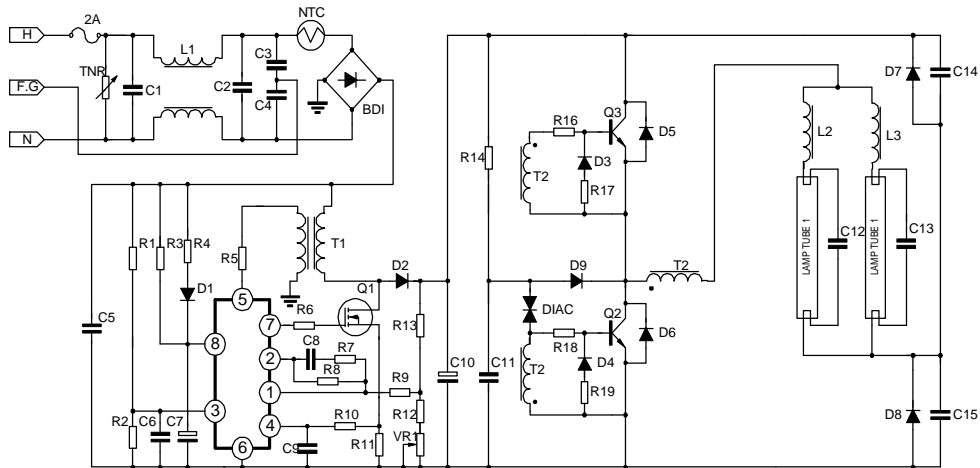 H
2A
NTC
L1
C3
TNR
C1
C2
F.G
C4
BDI
N
D7
C14
Q3
R16
D5
L2
L3
R14
D3
T2
R17
LAMP TUBE 1
LAMP TUBE 1
C12
C13
R1
R3
R4
R5
T1
D2
D9
T2
D1
5
Q1
DIAC
R6
7
R13
Q2
C5
8
C8
R7
2
R18
D6
R8
C10
C11
T2
D4
1
R9
R19
3
R12
R2
C6
C7
4
R10
D8
C15
C9
R11
VR1
6